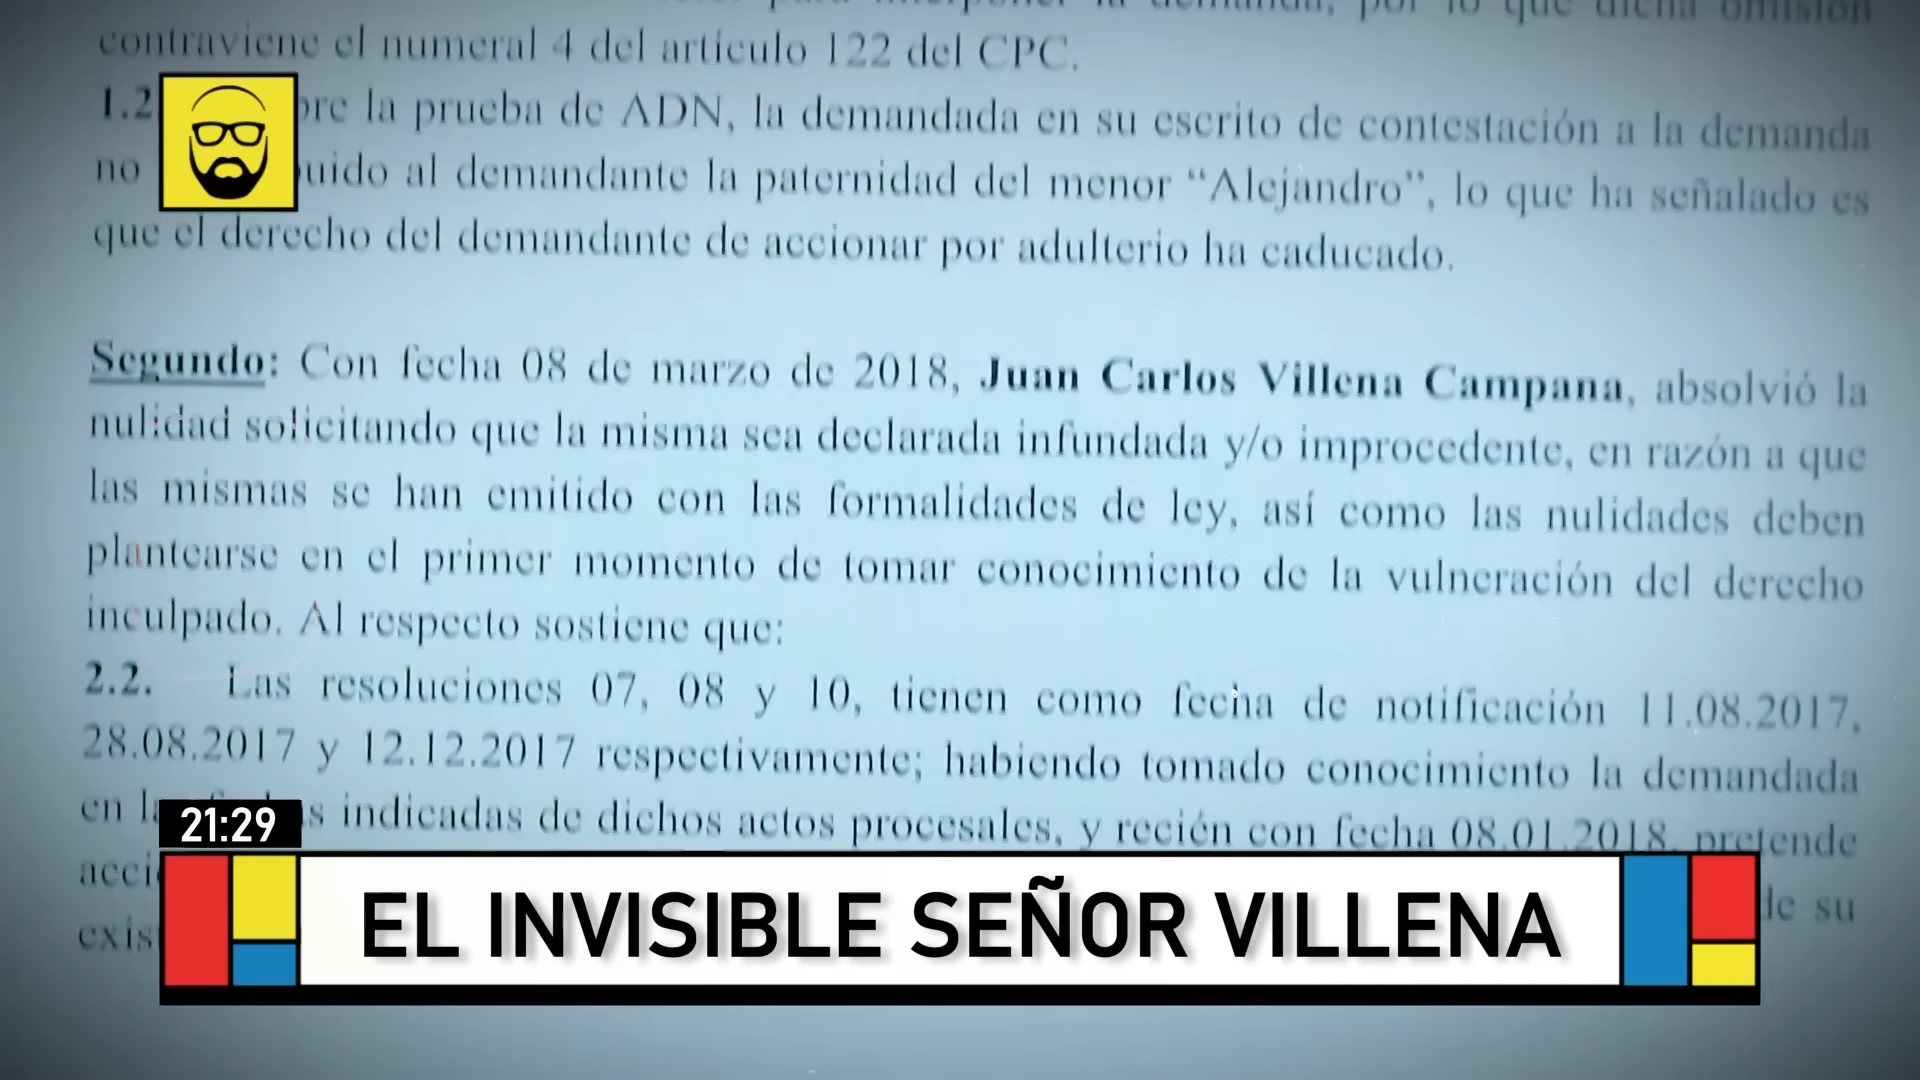 contraviene el numeral 4 del artículo 122 del CPC.
1.2 bre la prueba de ADN, la demandada en su escrito de contestación a la demanda
no uido al demandante la paternidad del menor “Alejandro”, lo que ha señalado es
que el derecho del demandante de accionar por adulterio ha caducado.
Segundo: Con fecha 08 de marzo de 2018, Juan Carlos Villena Campana, absolvió la
nulidad solicitando que la misma sea declarada infundada y/o improcedente, en razón a que
las mismas se han emitido con las formalidades de ley, así como las nulidades deben
plantearse en el primer momento de tomar conocimiento de la vulneración del derecho
inculpado. Al respecto sostiene que:
2.2. Las resoluciones 07, 08 y 10, tienen como fecha de notificación 11.08.2017,
28.08.2017 y 12.12.2017 respectivamente; habiendo tomado conocimiento la demandada
en indicadas de dichos actos procesales, y recién con fecha 08.01.2018, pretende
de su
21:29
EL INVISIBLE SEÑOR VILLENA